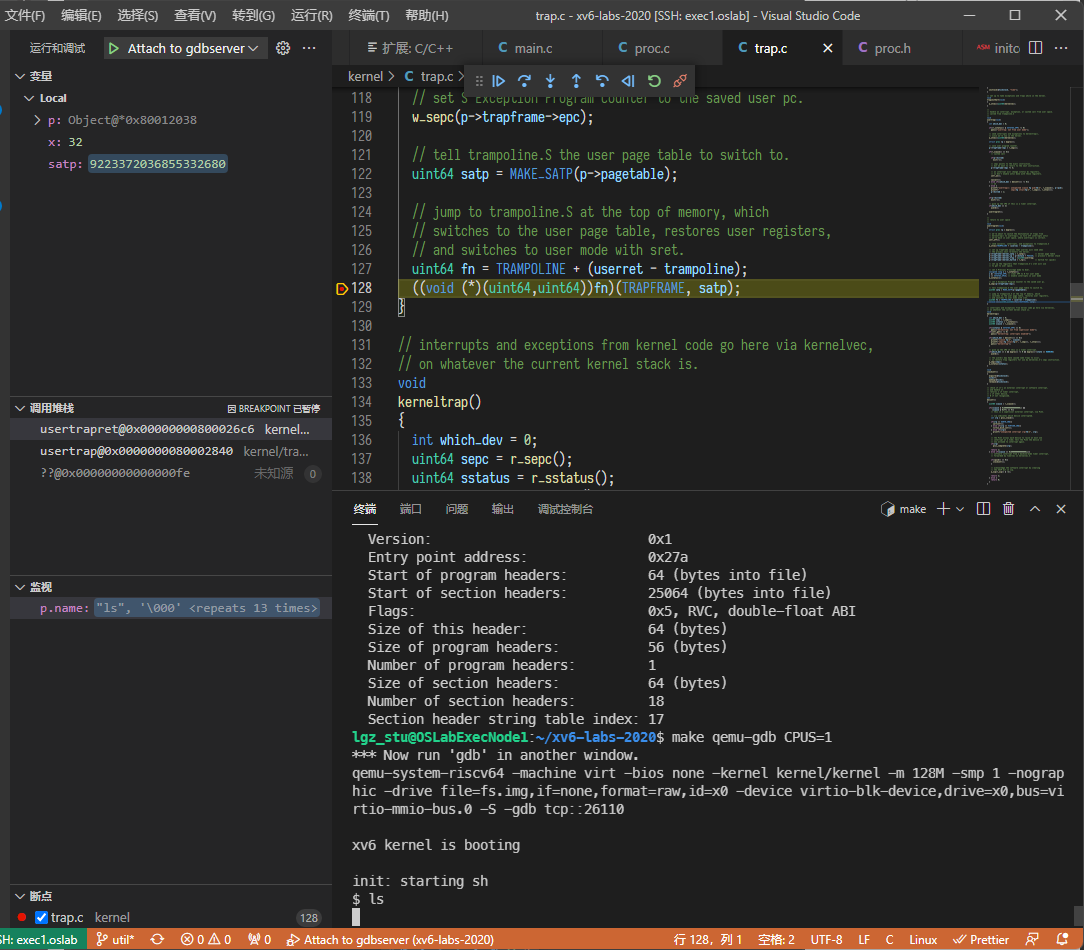 文件(F) 编辑(E) 选择(S) 查看(V) 转到(G) 运行(R) 终端(T) 帮助(H) trap.c - xv6-labs-2020 [SSH: exec1.oslab] - Visual Studio Code
运行和调试 Attach to gdbserver
扩展: C/C++ main.c proc.c trap.c proc.h inito
kernel > trap.c >
变量
Local
p: Object@*0x80012038
x: 32
satp: 9223372036855332680
118 // set S Exception Program Counter to the saved user pc.
119 w_sepc(p->trapframe->epc);
120
121 // tell trampoline.S the user page table to switch to.
122 uint64 satp = MAKE_SATP(p->pagetable);
123
124 // jump to trampoline.S at the top of memory, which
125 // switches to the user page table, restores user registers,
126 // and switches to user mode with sret.
127 uint64 fn = TRAMPOLINE + (userret - trampoline);
128 ((void (*)(uint64,uint64))fn)(TRAPFRAME, satp);
129 }
130
131 // interrupts and exceptions from kernel code go here via kernelvec,
132 // on whatever the current kernel stack is.
133 void
134 kerneltrap()
135 {
136 int which_dev = 0;
137 uint64 sepc = r_sepc();
138 uint64 sstatus = r_sstatus();
调用堆栈 因 BREAKPOINT 已暂停
usertrapret@0x00000000800026c6 kernel...
usertrap@0x0000000080002840 kernel/tra...
??@0x00000000000000fe 未知源 0
监视
p.name: "ls", '\000' <repeats 13 times>
断点
trap.c kernel 128
终端 端口 问题 输出 调试控制台 make
Version: 0x1
Entry point address: 0x27a
Start of program headers: 64 (bytes into file)
Start of section headers: 25064 (bytes into file)
Flags: 0x5, RVC, double-float ABI
Size of this header: 64 (bytes)
Size of program headers: 56 (bytes)
Number of program headers: 1
Size of section headers: 64 (bytes)
Number of section headers: 18
Section header string table index: 17
lgz_stu@OSLabExecNode1:~/xv6-labs-2020$ make qemu-gdb CPUS=1
*** Now run 'gdb' in another window.
qemu-system-riscv64 -machine virt -bios none -kernel kernel/kernel -m 128M -smp 1 -nograp
hic -drive file=fs.img,if=none,format=raw,id=x0 -device virtio-blk-device,drive=x0,bus=vi
rtio-mmio-bus.0 -S -gdb tcp::26110
xv6 kernel is booting
init: starting sh
$ ls
SH: exec1.oslab util* 0 0 0 Attach to gdbserver (xv6-labs-2020) 行 128，列 1 空格: 2 UTF-8 LF C Linux Prettier